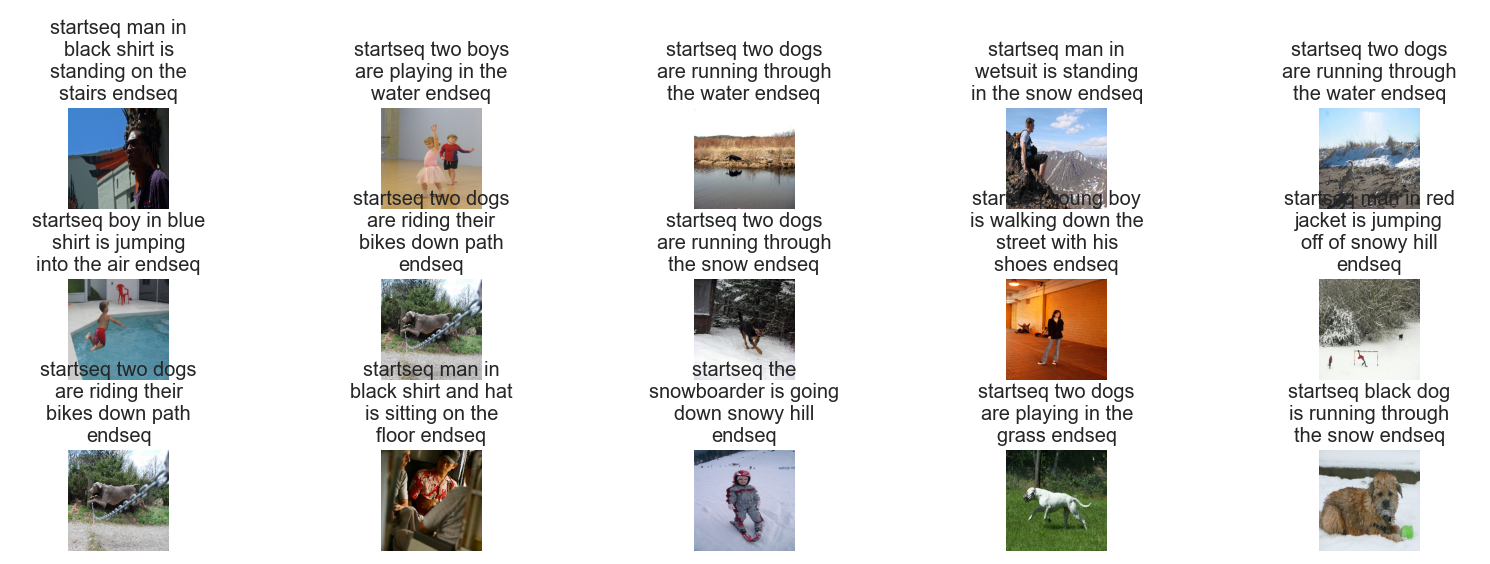 startseq man in
black shirt is
standing on the
stairs endseq
startseq two boys
are playing in the
water endseq
startseq two dogs
are running through
the water endseq
startseq man in
wetsuit is standing
in the snow endseq
startseq two dogs
are running through
the water endseq
startseq boy in blue
shirt is jumping
into the air endseq
startseq two dogs
are riding their
bikes down path
endseq
startseq two dogs
are running through
the snow endseq
startseq young boy
is walking down the
street with his
shoes endseq
startseq man in red
jacket is jumping
off of snowy hill
endseq
startseq two dogs
are riding their
bikes down path
endseq
startseq man in
black shirt and hat
is sitting on the
floor endseq
startseq the
snowboarder is going
down snowy hill
endseq
startseq two dogs
are playing in the
grass endseq
startseq black dog
is running through
the snow endseq